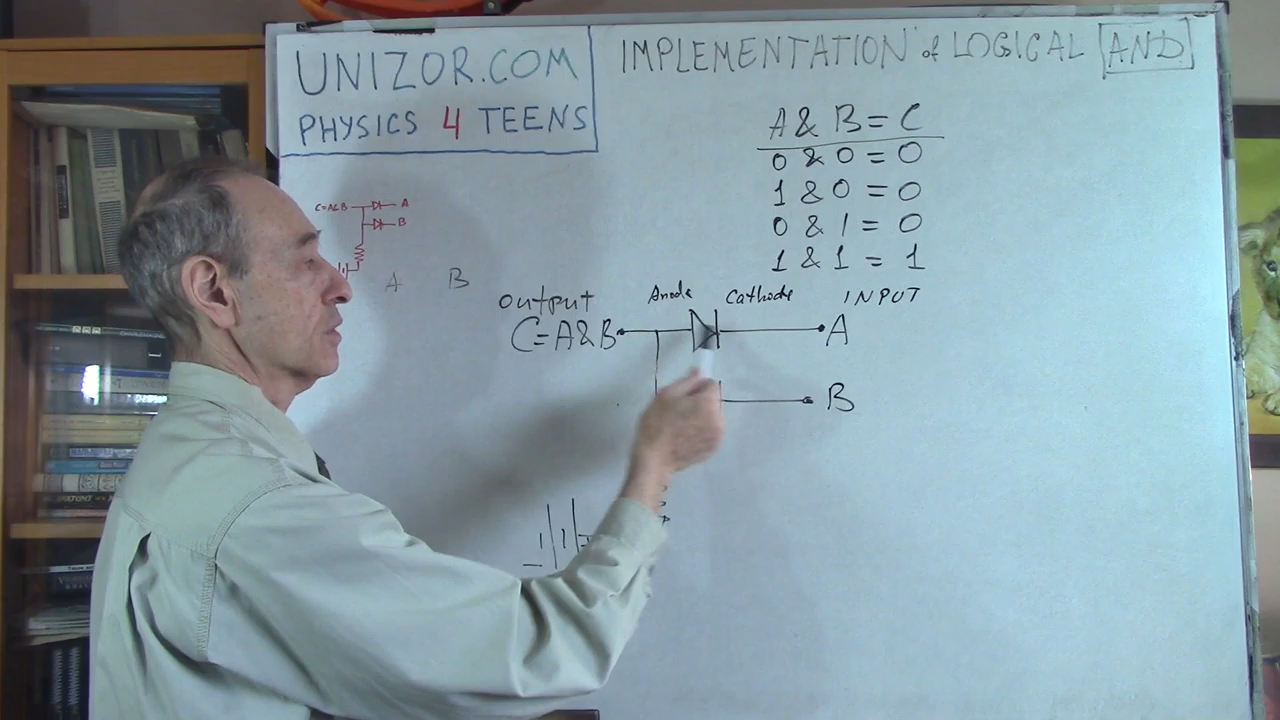 UNIZOR.COM
PHYSICS 4 TEENS
IMPLEMENTATION of LOGICAL AND
A & B = C
0 & 0 = 0
1 & 0 = 0
0 & 1 = 0
1 & 1 = 1
C=A&B A
B
A B
output Anode Cathode INPUT
C=A&B A
B